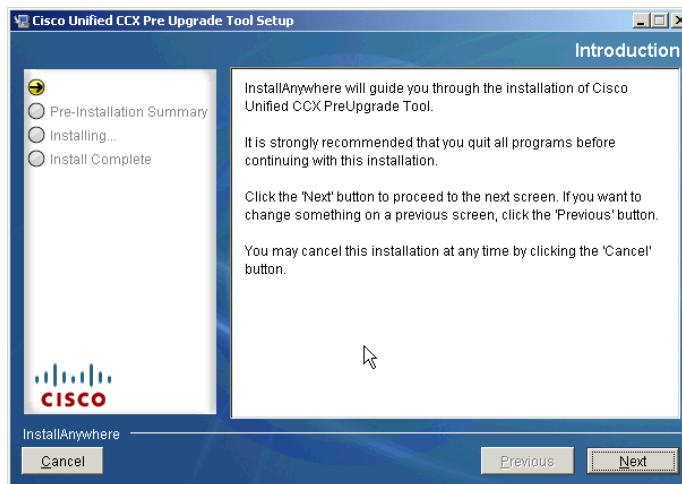 Cisco Unified CCX Pre Upgrade Tool Setup
Introduction
Pre-Installation Summary
Installing...
Install Complete
InstallAnywhere will guide you through the installation of Cisco
Unified CCX PreUpgrade Tool.
It is strongly recommended that you quit all programs before
continuing with this installation.
Click the 'Next' button to proceed to the next screen. If you want to
change something on a previous screen, click the 'Previous' button.
You may cancel this installation at any time by clicking the 'Cancel'
button.
CISCO
InstallAnywhere
Cancel
Previous
Next